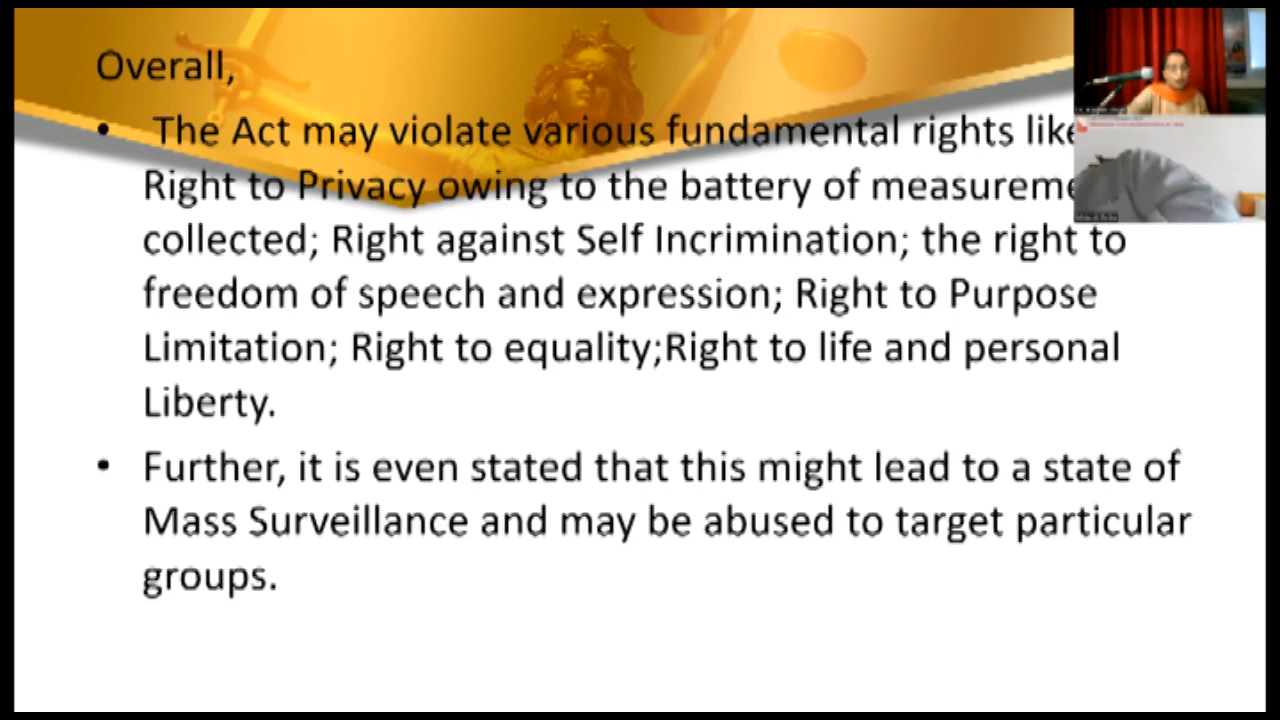 Overall,
• The Act may violate various fundamental rights like
Right to Privacy owing to the battery of measureme
collected; Right against Self Incrimination; the right to
freedom of speech and expression; Right to Purpose
Limitation; Right to equality;Right to life and personal
Liberty.
• Further, it is even stated that this might lead to a state of
Mass Surveillance and may be abused to target particular
groups.